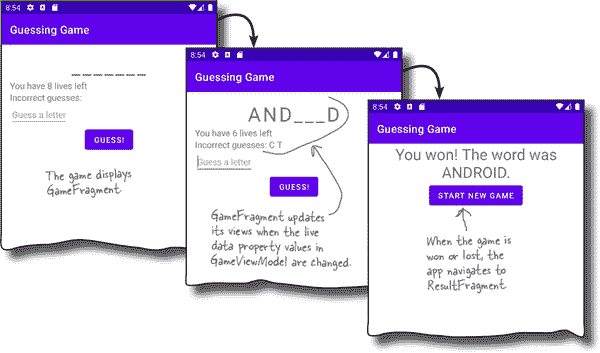 8:54
Guessing Game
_ _ _ _ _ _ _
You have 8 lives left
Incorrect guesses:
Guess a letter
GUESS!
The game displays
GameFragment.
8:54
Guessing Game
AND___D
You have 6 lives left
Incorrect guesses: C T
Guess a letter
GUESS!
GameFragment updates
its views when the live
data property values in
GameViewModel are changed.
8:54
Guessing Game
You won! The word was
ANDROID.
START NEW GAME
When the game is
won or lost, the
app navigates to
ResultFragment